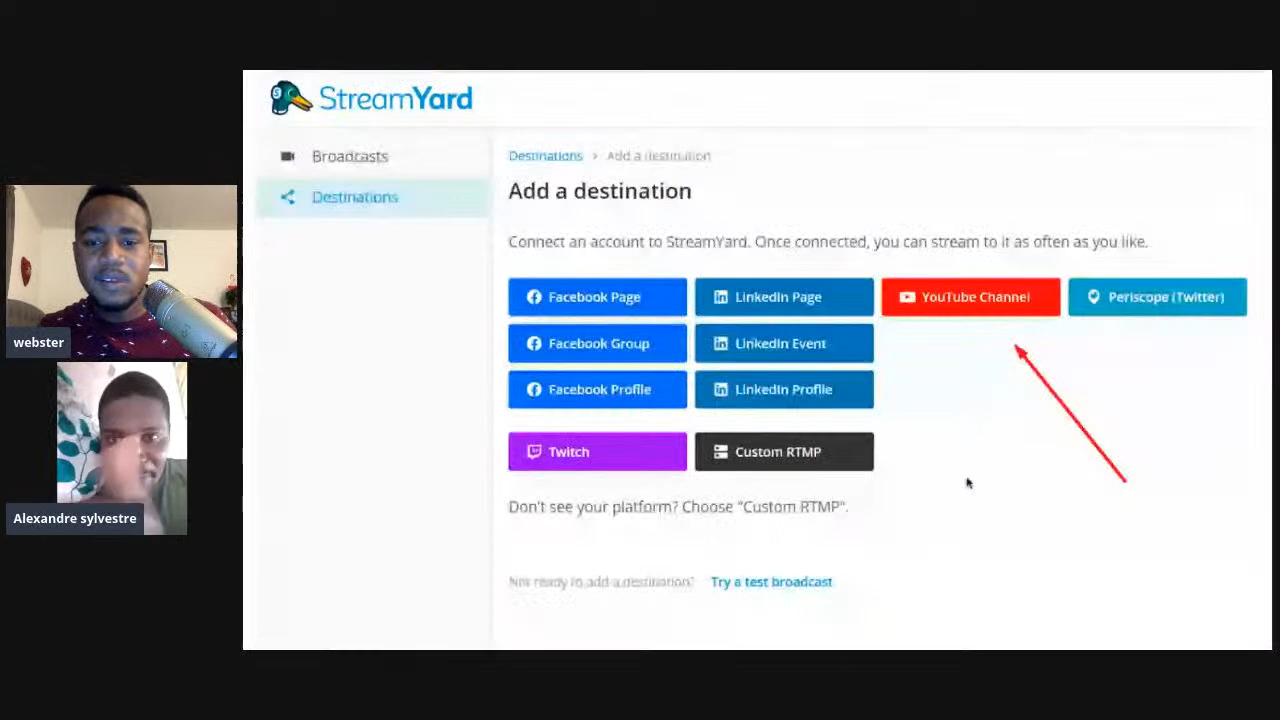 StreamYard
Broadcasts
Destinations
Destinations > Add a destination
Add a destination
Connect an account to StreamYard. Once connected, you can stream to it as often as you like.
Facebook Page
LinkedIn Page
YouTube Channel
Periscope (Twitter)
Facebook Group
LinkedIn Event
Facebook Profile
LinkedIn Profile
Twitch
Custom RTMP
Don't see your platform? Choose "Custom RTMP".
Not ready to add a destination? Try a test broadcast
webster
Alexandre sylvestre